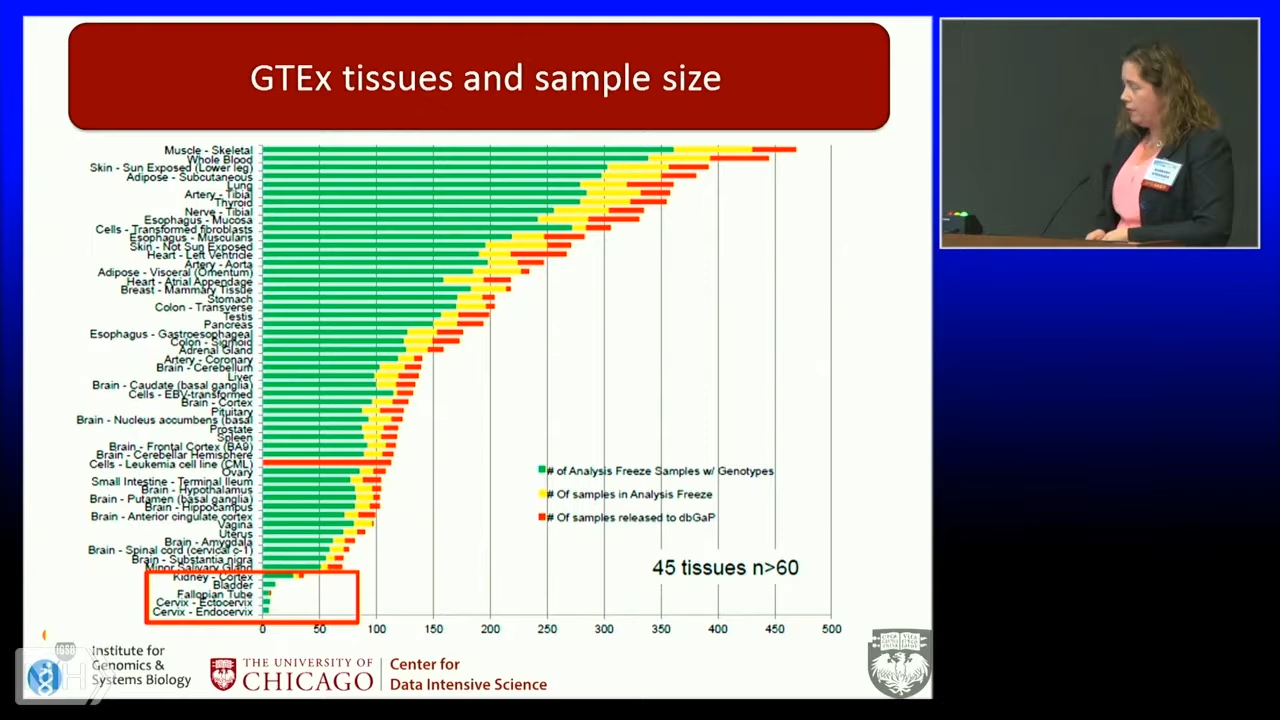 GTEx tissues and sample size
Muscle - Skeletal
Whole Blood
Skin - Sun Exposed (Lower leg)
Adipose - Subcutaneous
Lung
Artery - Tibial
Thyroid
Nerve - Tibial
Esophagus - Mucosa
Cells - Transformed fibroblasts
Esophagus - Muscularis
Skin - Not Sun Exposed
Heart - Left Ventricle
Artery - Aorta
Adipose - Visceral (Omentum)
Heart - Atrial Appendage
Breast - Mammary Tissue
Stomach
Colon - Transverse
Testis
Pancreas
Esophagus - Gastroesophageal
Colon - Sigmoid
Adrenal Gland
Artery - Coronary
Brain - Cerebellum
Liver
Brain - Caudate (basal ganglia)
Cells - EBV-transformed
Brain - Cortex
Pituitary
Brain - Nucleus accumbens (basal
Prostate
Spleen
Brain - Frontal Cortex (BA9)
Brain - Cerebellar Hemisphere
Cells - Leukemia cell line (CML)
Ovary
Small Intestine - Terminal Ileum
Brain - Hypothalamus
Brain - Putamen (basal ganglia)
Brain - Hippocampus
Brain - Anterior cingulate cortex
Vagina
Uterus
Brain - Amygdala
Brain - Spinal cord (cervical c-1)
Brain - Substantia nigra
Minor Salivary Gland
Kidney - Cortex
Bladder
Fallopian Tube
Cervix - Ectocervix
Cervix - Endocervix
# of Analysis Freeze Samples w/ Genotypes
# Of samples in Analysis Freeze
# Of samples released to dbGaP
45 tissues n>60
0 50 100 150 200 250 300 350 400 450 500
IGSB
Institute for
Genomics &
Systems Biology
THE UNIVERSITY OF
CHICAGO
Center for
Data Intensive Science